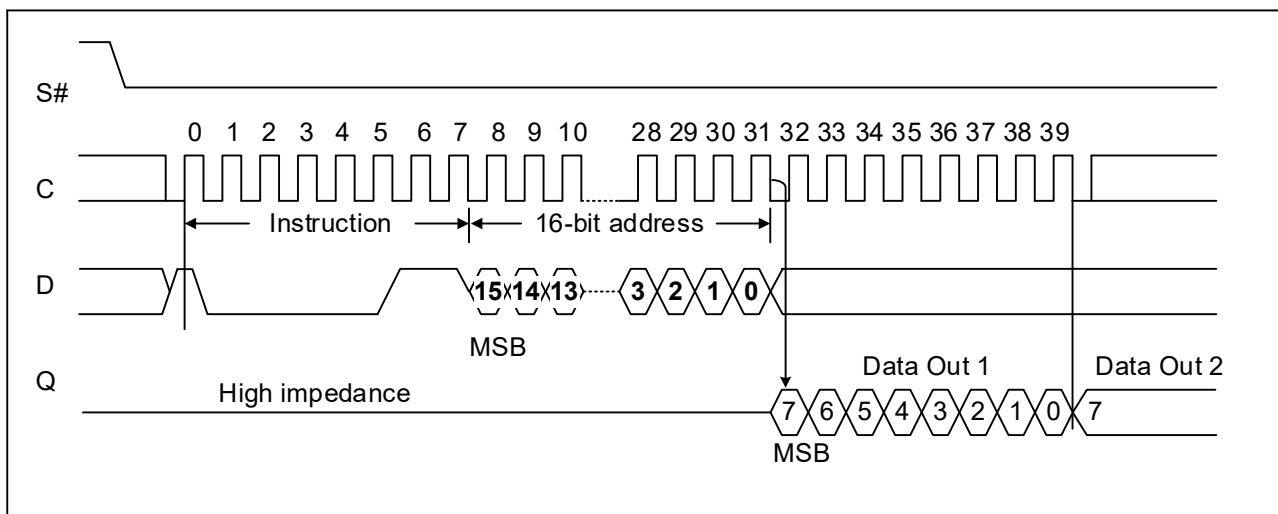 S#
0 1 2 3 4 5 6 7 8 9 10 28 29 30 31 32 33 34 35 36 37 38 39
C
Instruction 16-bit address
D
15 14 13 3 2 1 0
MSB
Q
Data Out 1 Data Out 2
High impedance
7 6 5 4 3 2 1 0 7
MSB